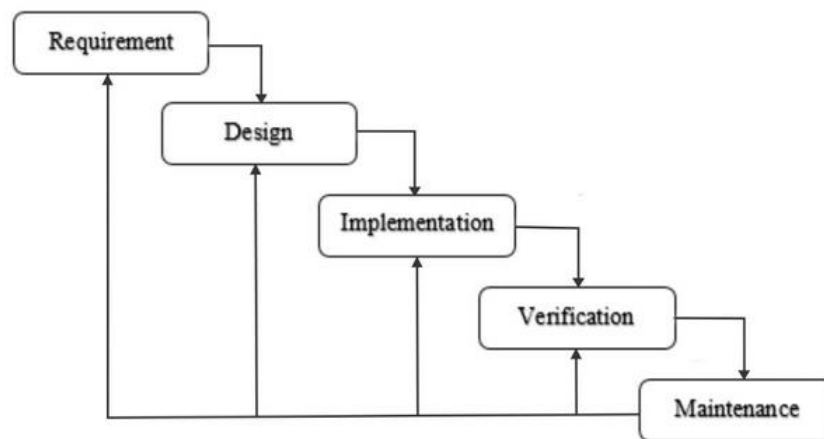 Requirement
Design
Implementation
Verification
Maintenance